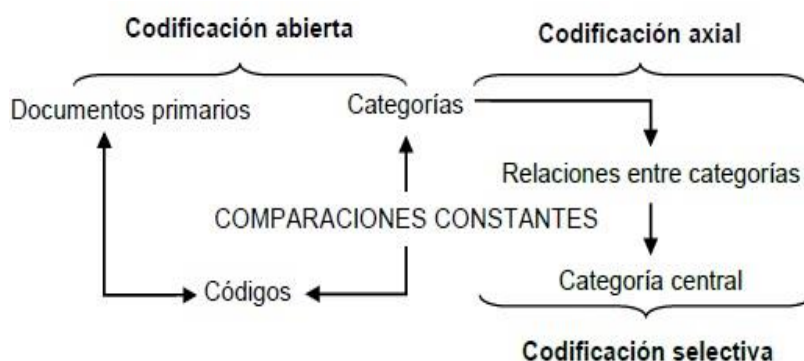 Codificación abierta
Codificación axial
Documentos primarios
Categorías
Relaciones entre categorías
COMPARACIONES CONSTANTES
Códigos
Categoría central
Codificación selectiva